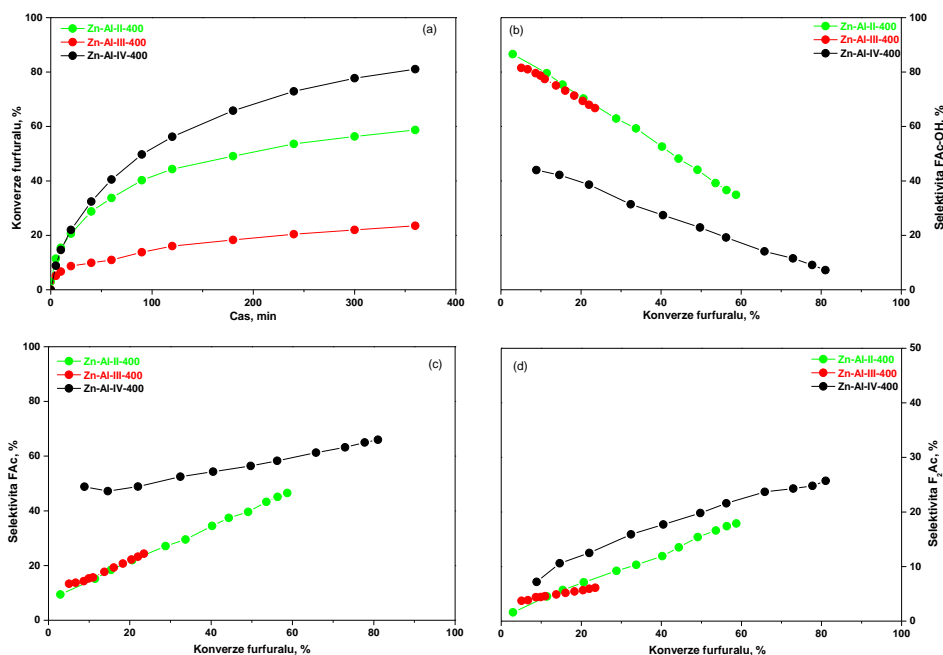 (a)
Zn-Al-II-400
Zn-Al-III-400
Zn-Al-IV-400
Konverze furfuralu, %
100
80
60
40
20
0
0 100 200 300 400
Cas, min
(b)
Zn-Al-II-400
Zn-Al-III-400
Zn-Al-IV-400
Selektivita FAc-OH, %
100
80
60
40
20
0
0 20 40 60 80 100
Konverze furfuralu, %
(c)
Zn-Al-II-400
Zn-Al-III-400
Zn-Al-IV-400
Selektivita FAc, %
100
80
60
40
20
0
0 20 40 60 80 100
Konverze furfuralu, %
(d)
Zn-Al-II-400
Zn-Al-III-400
Zn-Al-IV-400
Selektivita F2Ac, %
50
40
30
20
10
0
0 20 40 60 80 100
Konverze furfuralu, %